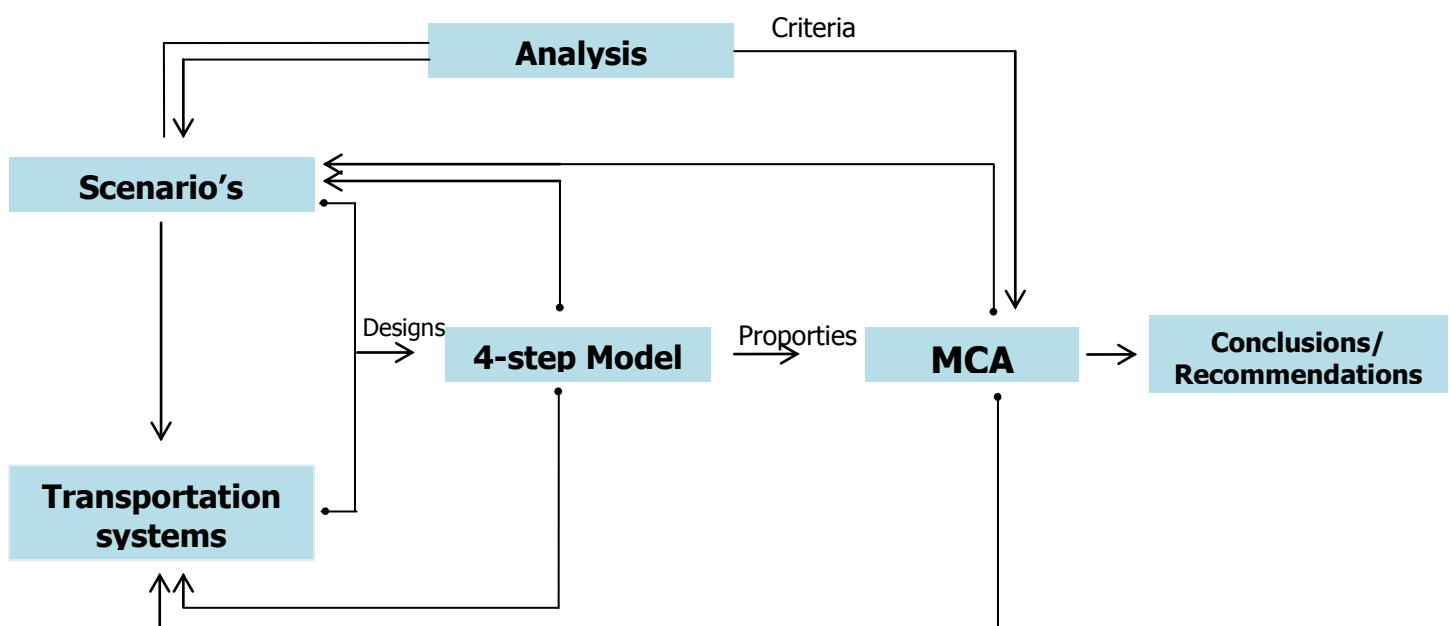 Criteria
Analysis
Scenario’s
Designs
4-step Model
Proporties
MCA
Conclusions/
Recommendations
Transportation
systems